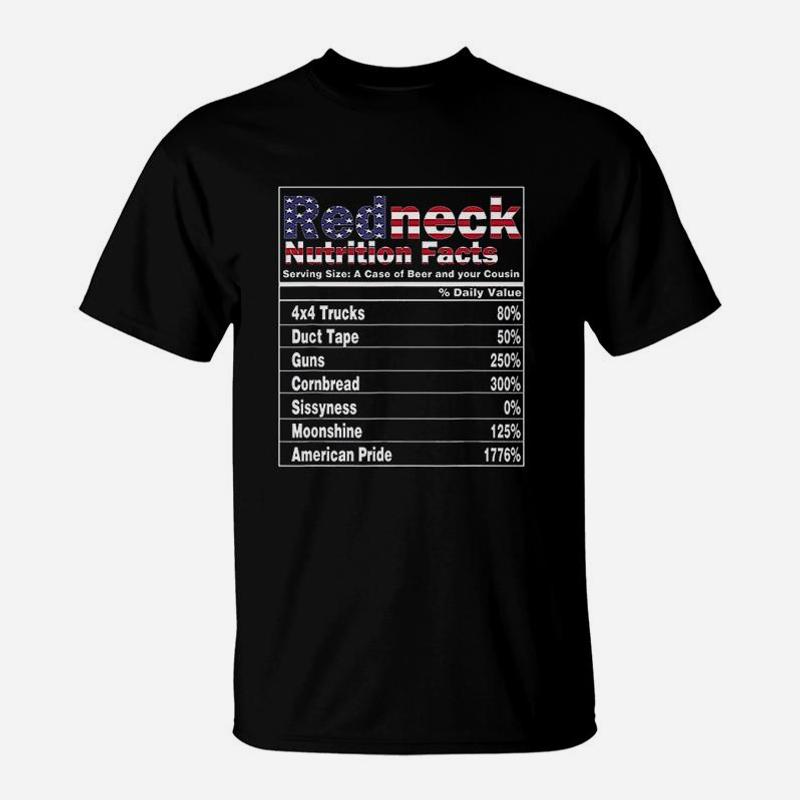 Redneck
Nutrition Facts
Serving Size: A Case of Beer and your Cousin
% Daily Value
4x4 Trucks 80%
Duct Tape 50%
Guns 250%
Cornbread 300%
Sissyness 0%
Moonshine 125%
American Pride 1776%